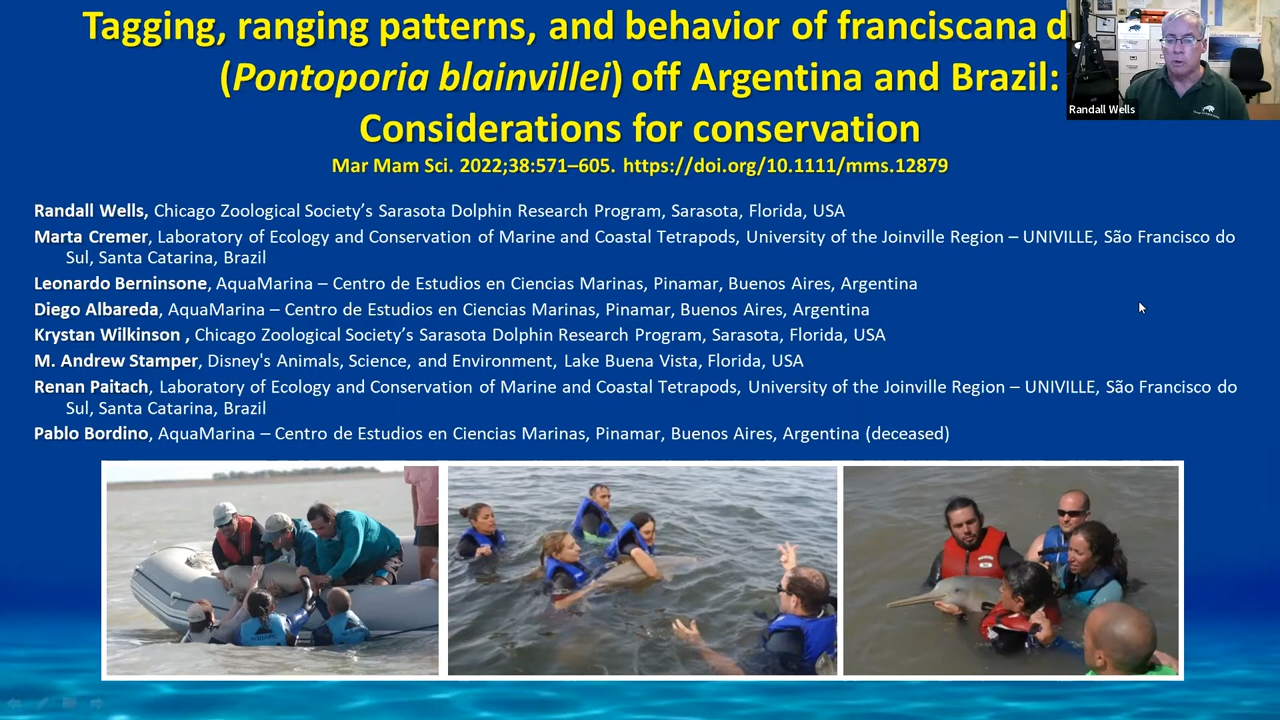 Tagging, ranging patterns, and behavior of franciscana d
(Pontoporia blainvillei) off Argentina and Brazil:
Considerations for conservation
Mar Mam Sci. 2022;38:571–605. https://doi.org/10.1111/mms.12879
Randall Wells
Randall Wells, Chicago Zoological Society's Sarasota Dolphin Research Program, Sarasota, Florida, USA
Marta Cremer, Laboratory of Ecology and Conservation of Marine and Coastal Tetrapods, University of the Joinville Region – UNIVILLE, São Francisco do
Sul, Santa Catarina, Brazil
Leonardo Berninsone, AquaMarina – Centro de Estudios en Ciencias Marinas, Pinamar, Buenos Aires, Argentina
Diego Albareda, AquaMarina – Centro de Estudios en Ciencias Marinas, Pinamar, Buenos Aires, Argentina
Krystan Wilkinson , Chicago Zoological Society's Sarasota Dolphin Research Program, Sarasota, Florida, USA
M. Andrew Stamper, Disney's Animals, Science, and Environment, Lake Buena Vista, Florida, USA
Renan Paitach, Laboratory of Ecology and Conservation of Marine and Coastal Tetrapods, University of the Joinville Region – UNIVILLE, São Francisco do
Sul, Santa Catarina, Brazil
Pablo Bordino, AquaMarina – Centro de Estudios en Ciencias Marinas, Pinamar, Buenos Aires, Argentina (deceased)